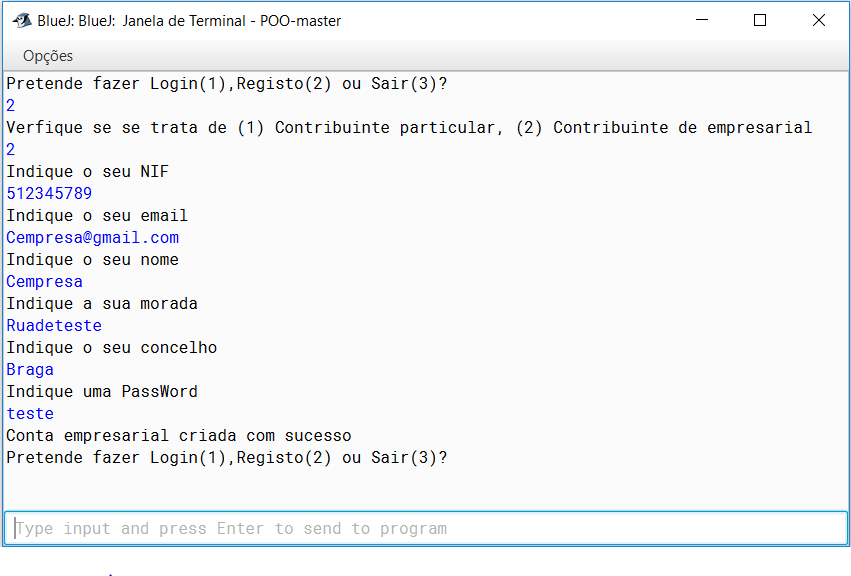 BlueJ: BlueJ: Janela de Terminal - POO-master
Opções
Pretende fazer Login(1),Registo(2) ou Sair(3)?
2
Verfique se se trata de (1) Contribuinte particular, (2) Contribuinte de empresarial
2
Indique o seu NIF
512345789
Indique o seu email
Cempresa@gmail.com
Indique o seu nome
Cempresa
Indique a sua morada
Ruadeteste
Indique o seu concelho
Braga
Indique uma PassWord
teste
Conta empresarial criada com sucesso
Pretende fazer Login(1),Registo(2) ou Sair(3)?
Type input and press Enter to send to program